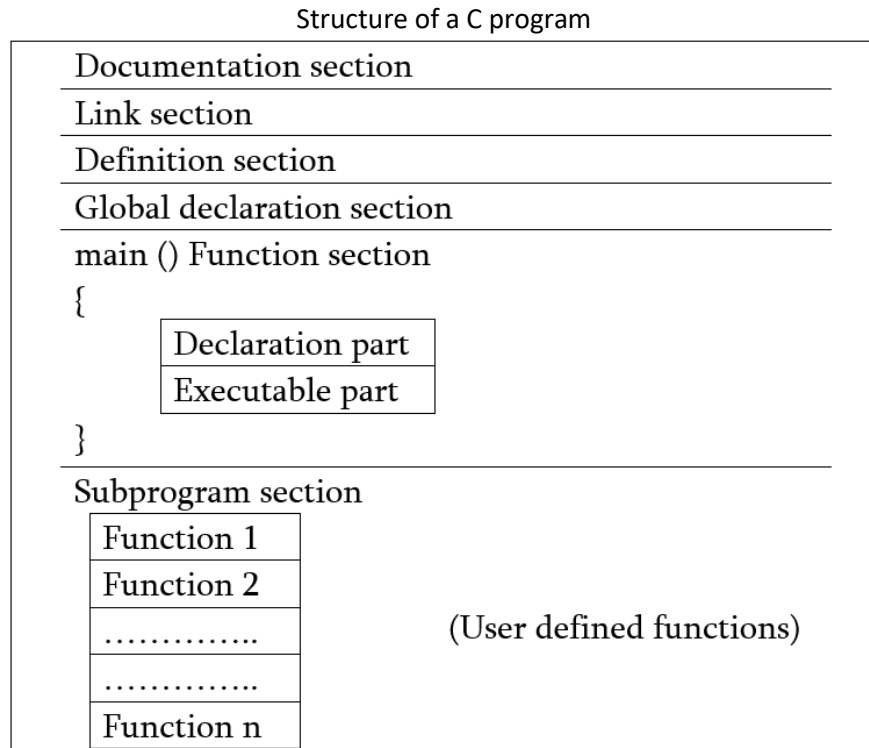 Structure of a C program
Documentation section
Link section
Definition section
Global declaration section
main () Function section
{
Declaration part
Executable part
}
Subprogram section
Function 1
Function 2
…………..
(User defined functions)
…………..
Function n